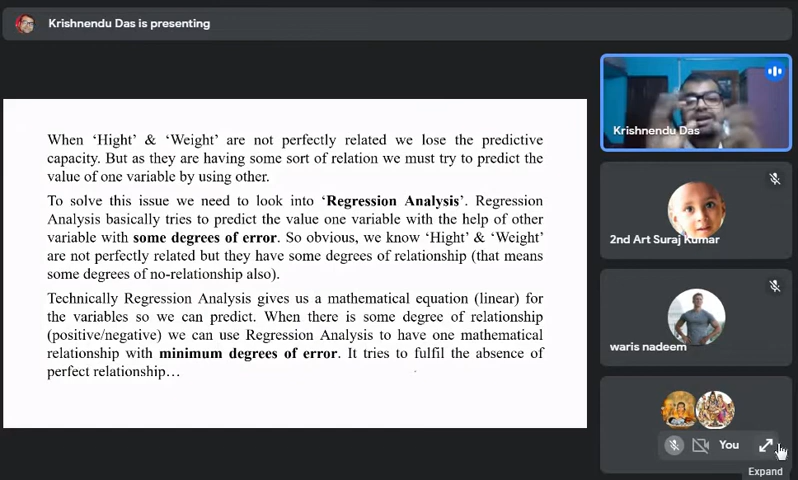 Krishnendu Das is presenting
When ‘Hight’ & ‘Weight’ are not perfectly related we lose the predictive
capacity. But as they are having some sort of relation we must try to predict the
value of one variable by using other.
To solve this issue we need to look into ‘Regression Analysis’. Regression
Analysis basically tries to predict the value one variable with the help of other
variable with some degrees of error. So obvious, we know ‘Hight’ & ‘Weight’
are not perfectly related but they have some degrees of relationship (that means
some degrees of no-relationship also).
Technically Regression Analysis gives us a mathematical equation (linear) for
the variables so we can predict. When there is some degree of relationship
(positive/negative) we can use Regression Analysis to have one mathematical
relationship with minimum degrees of error. It tries to fulfil the absence of
perfect relationship…
Krishnendu Das
2nd Art Suraj Kumar
waris nadeem
You
Expand